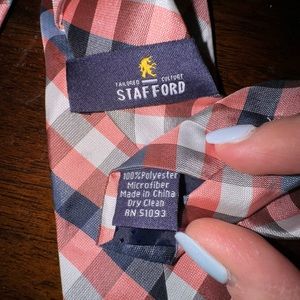 TAILORED CULTURE
STAFFORD
100%Polyester
Microfiber
Made in China
Dry Clean
RN 51093